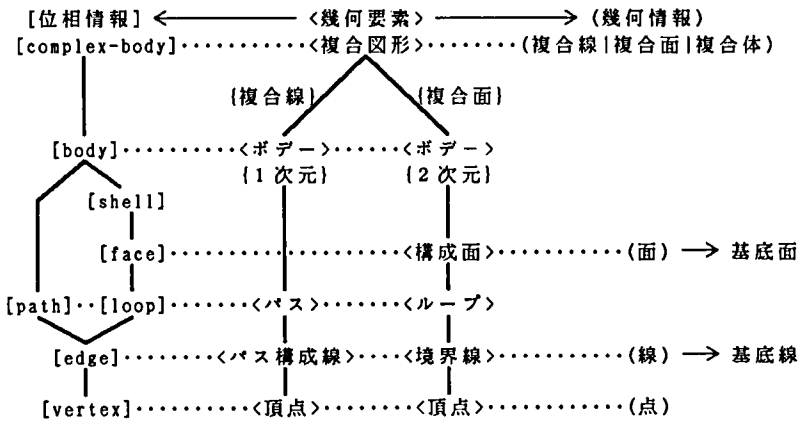 [位相情報] ←――― <幾何要素> ―――→ (幾何情報)
[complex-body]··········<複合図形>········(複合線|複合面|複合体)
{複合線} {複合面}
[body]··········<ボデー>······<ボデー>
{1次元} {2次元}
[shell]
[face]····················<構成面>···········(面) ―→ 基底面
[path]··[loop]······<パス>······<ループ>
[edge]········<パス構成線>····<境界線>···········(線) ―→ 基底線
[vertex]··········<頂点>······<頂点>············(点)